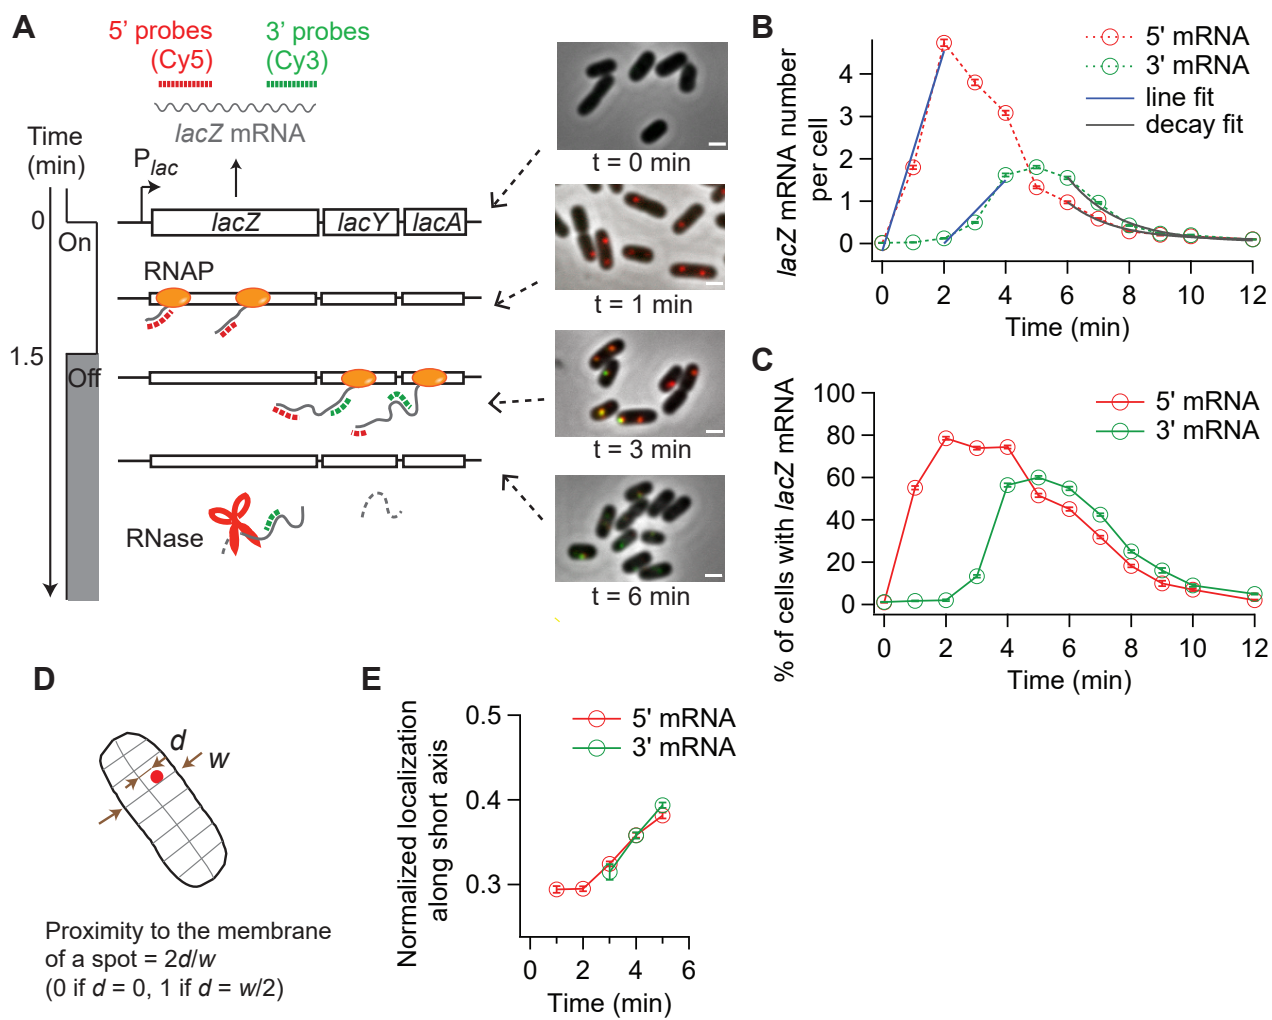 A
5' probes
(Cy5)
3' probes
(Cy3)
lacZ mRNA
Time
(min)
Plac
0
On
lacZ
lacY
lacA
RNAP
1.5
Off
RNase
t = 0 min
t = 1 min
t = 3 min
t = 6 min
B
5' mRNA
3' mRNA
line fit
decay fit
lacZ mRNA number
per cell
4
3
2
1
0
0 2 4 6 8 10 12
Time (min)
C
5' mRNA
3' mRNA
% of cells with lacZ mRNA
100
80
60
40
20
0
0 2 4 6 8 10 12
Time (min)
D
d
w
Proximity to the membrane
of a spot = 2d/w
(0 if d = 0, 1 if d = w/2)
E
5' mRNA
3' mRNA
Normalized localization
along short axis
0.5
0.4
0.3
0 2 4 6
Time (min)